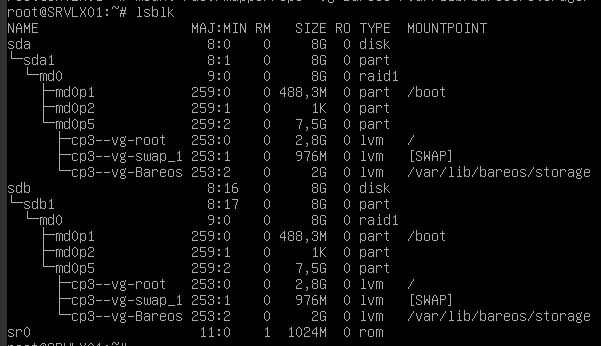 root@SRVLX01:~# lsblk
NAME                      MAJ:MIN RM   SIZE RO TYPE  MOUNTPOINT
sda                         8:0    0     8G  0 disk
└─sda1                      8:1    0     8G  0 part
  └─md0                     9:0    0     8G  0 raid1
    ├─md0p1               259:0    0 488,3M  0 part  /boot
    ├─md0p2               259:1    0     1K  0 part
    └─md0p5               259:2    0   7,5G  0 part
      ├─cp3--vg-root      253:0    0   2,8G  0 lvm   /
      ├─cp3--vg-swap_1    253:1    0   976M  0 lvm   [SWAP]
      └─cp3--vg-Bareos    253:2    0     2G  0 lvm   /var/lib/bareos/storage
sdb                         8:16   0     8G  0 disk
└─sdb1                      8:17   0     8G  0 part
  └─md0                     9:0    0     8G  0 raid1
    ├─md0p1               259:0    0 488,3M  0 part  /boot
    ├─md0p2               259:1    0     1K  0 part
    └─md0p5               259:2    0   7,5G  0 part
      ├─cp3--vg-root      253:0    0   2,8G  0 lvm   /
      ├─cp3--vg-swap_1    253:1    0   976M  0 lvm   [SWAP]
      └─cp3--vg-Bareos    253:2    0     2G  0 lvm   /var/lib/bareos/storage
sr0                        11:0    1  1024M  0 rom
root@SRVLX01:~#